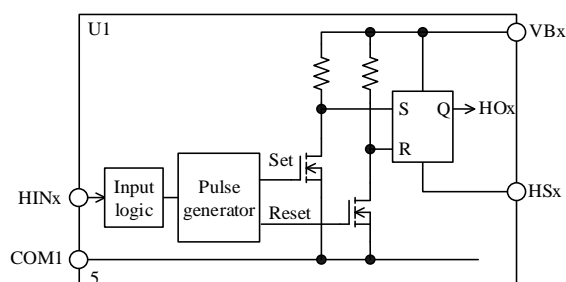 U1
VBx
S
Q
HOx
R
Set
HINx
Input
logic
Pulse
generator
HSx
Reset
COM1
5